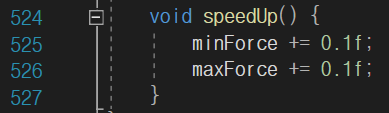 524 void speedUp() {
525 minForce += 0.1f;
526 maxForce += 0.1f;
527 }